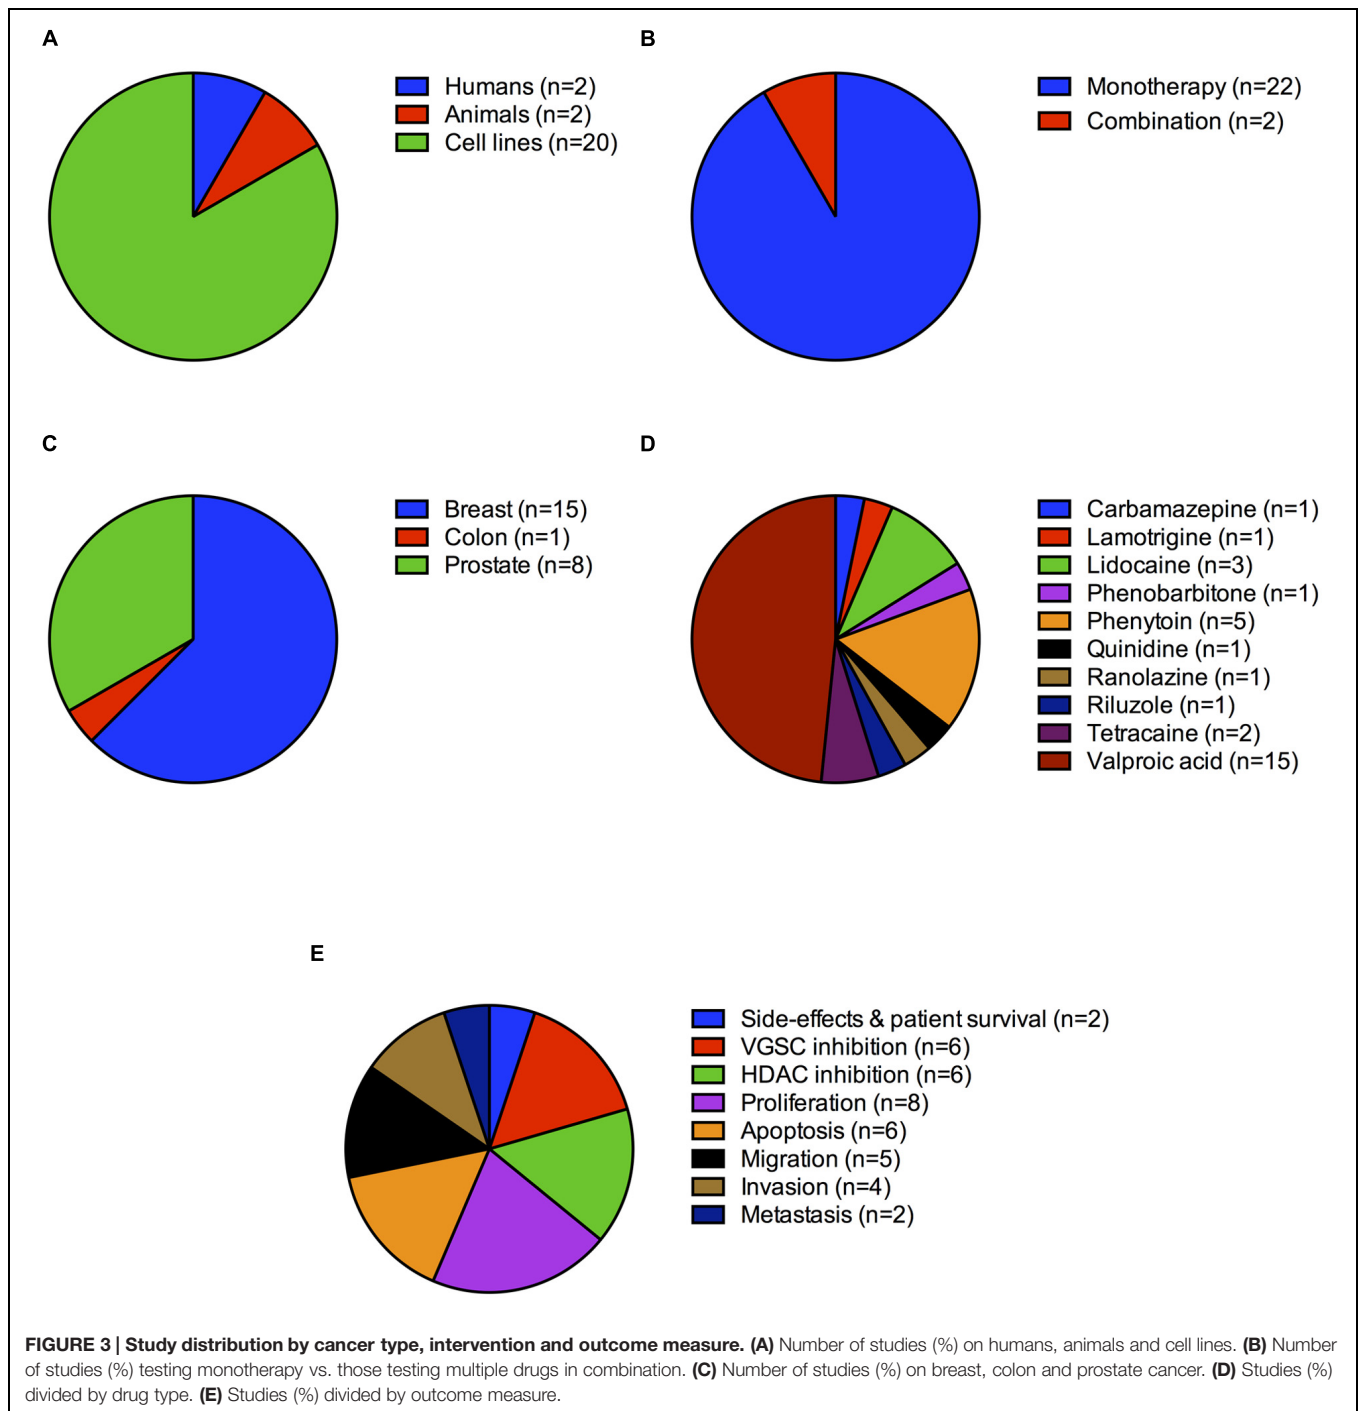 A
Humans (n=2)
Animals (n=2)
Cell lines (n=20)
B
Monotherapy (n=22)
Combination (n=2)
C
Breast (n=15)
Colon (n=1)
Prostate (n=8)
D
Carbamazepine (n=1)
Lamotrigine (n=1)
Lidocaine (n=3)
Phenobarbitone (n=1)
Phenytoin (n=5)
Quinidine (n=1)
Ranolazine (n=1)
Riluzole (n=1)
Tetracaine (n=2)
Valproic acid (n=15)
E
Side-effects & patient survival (n=2)
VGSC inhibition (n=6)
HDAC inhibition (n=6)
Proliferation (n=8)
Apoptosis (n=6)
Migration (n=5)
Invasion (n=4)
Metastasis (n=2)
FIGURE 3 | Study distribution by cancer type, intervention and outcome measure. (A) Number of studies (%) on humans, animals and cell lines. (B) Number
of studies (%) testing monotherapy vs. those testing multiple drugs in combination. (C) Number of studies (%) on breast, colon and prostate cancer. (D) Studies (%)
divided by drug type. (E) Studies (%) divided by outcome measure.